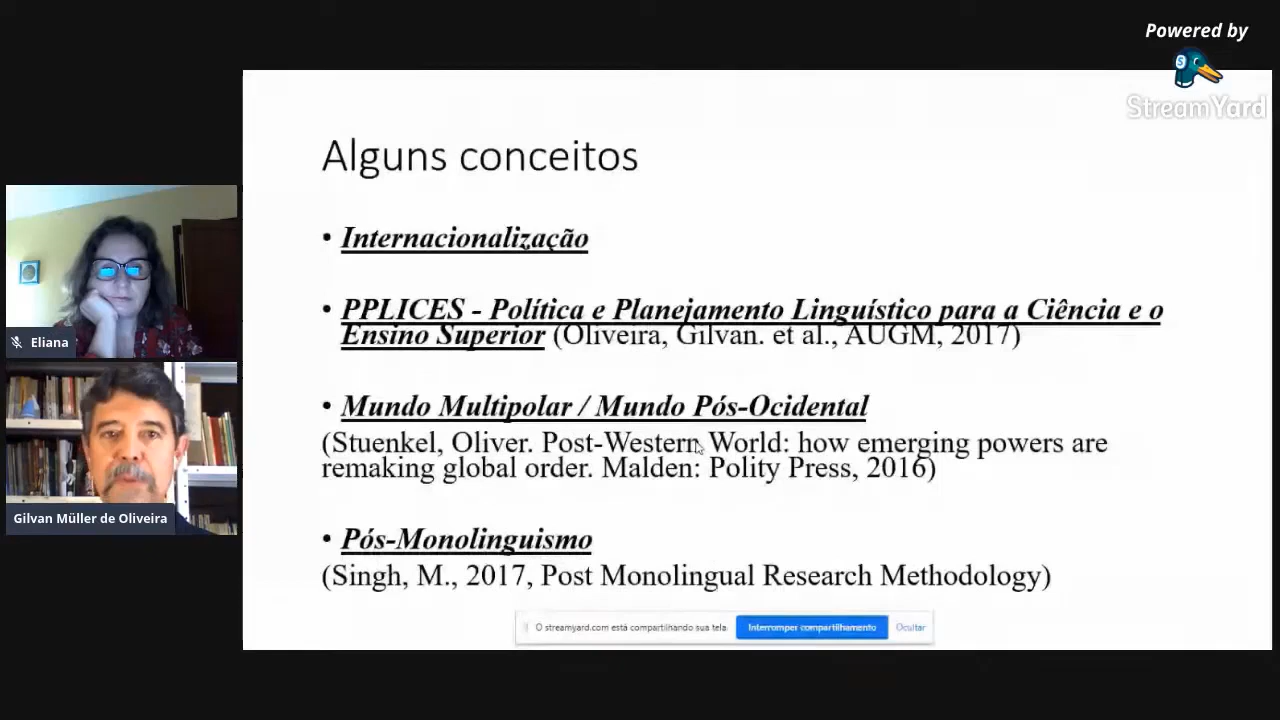 Powered by
StreamYard
Alguns conceitos
• Internacionalização
• PPLICES - Política e Planejamento Linguístico para a Ciência e o
Ensino Superior (Oliveira, Gilvan. et al., AUGM, 2017)
• Mundo Multipolar / Mundo Pós-Ocidental
(Stuenkel, Oliver. Post-Western World: how emerging powers are
remaking global order. Malden: Polity Press, 2016)
• Pós-Monolinguismo
(Singh, M., 2017, Post Monolingual Research Methodology)
Eliana
Gilvan Müller de Oliveira
O streamyard.com está compartilhando sua tela.
Interromper compartilhamento
Ocultar